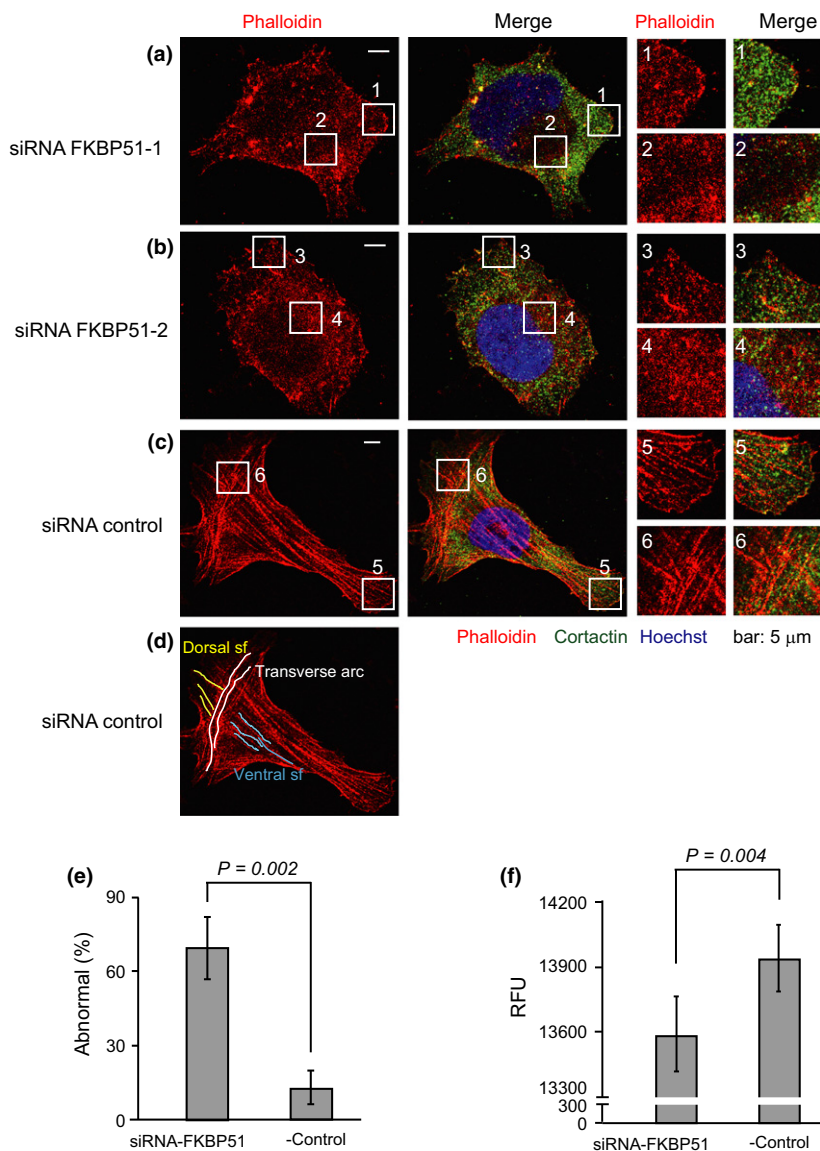 Phalloidin Merge Phalloidin Merge
(a)
siRNA FKBP51-1
1
2
1
2
1
1
2
2
(b)
siRNA FKBP51-2
3
4
3
4
3
3
4
4
(c)
siRNA control
6
5
6
5
5
5
6
6
Phalloidin Cortactin Hoechst bar: 5 μm
(d)
siRNA control
Dorsal sf
Transverse arc
Ventral sf
(e)
P = 0.002
Abnormal (%)
90
60
30
0
siRNA-FKBP51 -Control
(f)
P = 0.004
RFU
14200
13900
13600
13300
300
0
siRNA-FKBP51 -Control